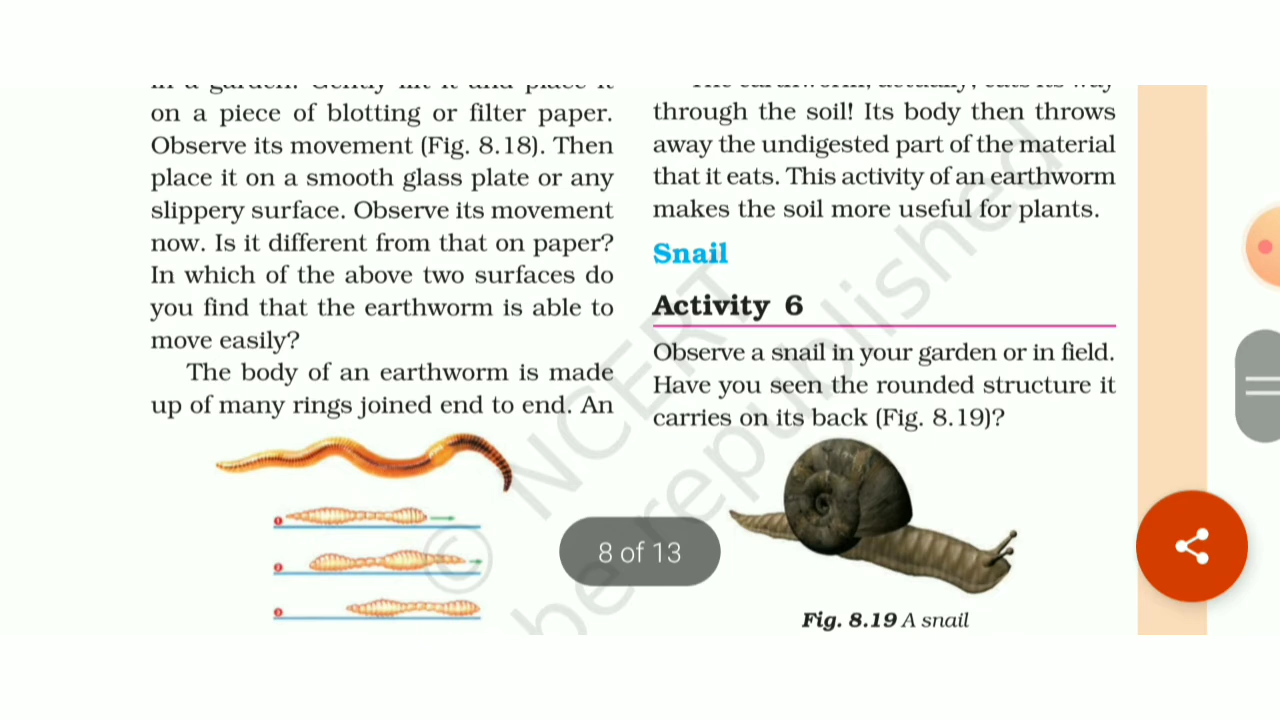 on a piece of blotting or filter paper.
Observe its movement (Fig. 8.18). Then
place it on a smooth glass plate or any
slippery surface. Observe its movement
now. Is it different from that on paper?
In which of the above two surfaces do
you find that the earthworm is able to
move easily?
The body of an earthworm is made
up of many rings joined end to end. An
1
2
3
through the soil! Its body then throws
away the undigested part of the material
that it eats. This activity of an earthworm
makes the soil more useful for plants.
Snail
Activity 6
Observe a snail in your garden or in field.
Have you seen the rounded structure it
carries on its back (Fig. 8.19)?
Fig. 8.19 A snail
8 of 13
© NCERT
be republished